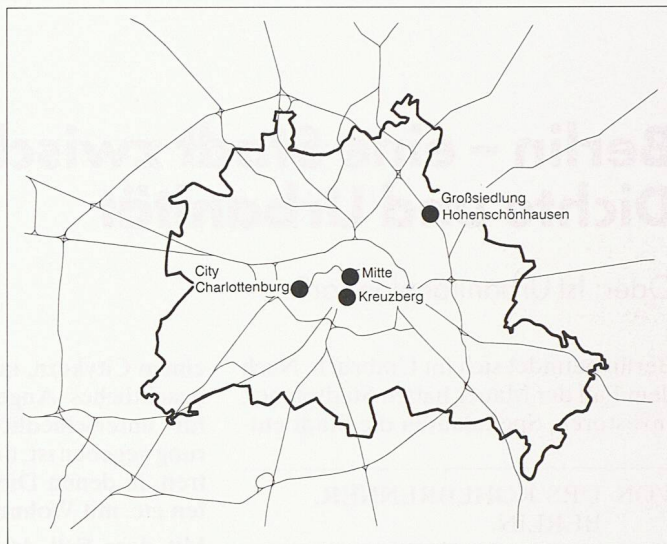 Großsiedlung
Hohenschönhausen
City
Charlottenburg
Mitte
Kreuzberg